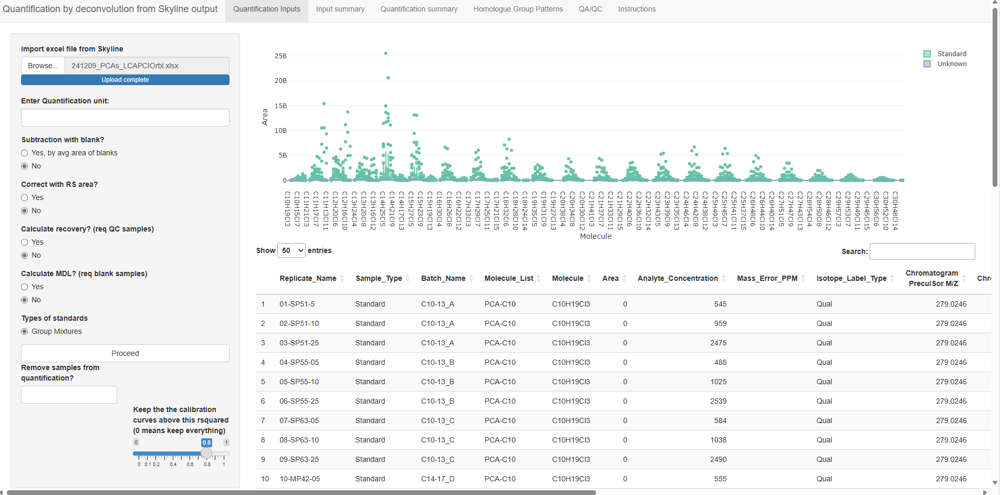 Quantification by deconvolution from Skyline output
Quantification Inputs
Input summary
Quantification summary
Homologue Group Patterns
QA/QC
Instructions
Import excel file from Skyline
Browse...
241209_PCAs_LCAPCIOrbi.xlsx
Upload complete
Enter Quantification unit:
Subtraction with blank?
Yes, by avg area of blanks
No
Correct with RS area?
Yes
No
Calculate recovery? (req QC samples)
Yes
No
Calculate MDL? (req blank samples)
Yes
No
Types of standards
Group Mixtures
Proceed
Remove samples from
quantification?
Keep the the calibration
curves above this rsquared
(0 means keep everything)
0 0.8 1
0 0.1 0.2 0.4 0.6 0.8 1
25B
20B
15B
10B
5B
0
Area
Standard
Unknown
C10H19Cl3
C10H15Cl7
C11H21Cl3
C11H17Cl7
C11H13Cl11
C12H20Cl6
C12H16Cl10
C13H24Cl4
C13H20Cl8
C13H16Cl12
C14H25Cl5
C14H21Cl9
C14H17Cl13
C15H27Cl5
C15H23Cl9
C15H19Cl13
C16H30Cl4
C16H26Cl8
C16H22Cl12
C17H33Cl3
C17H29Cl7
C17H25Cl11
C17H21Cl15
C18H32Cl6
C18H28Cl10
C18H24Cl14
C19H35Cl5
C19H31Cl9
C19H27Cl13
C20H38Cl4
C20H34Cl8
C20H30Cl12
C21H41Cl3
C21H37Cl7
C21H33Cl11
C21H29Cl15
C22H40Cl6
C22H36Cl10
C22H32Cl14
C23H43Cl5
C23H39Cl9
C23H35Cl13
C24H46Cl4
C24H42Cl8
C24H38Cl12
C25H49Cl3
C25H45Cl7
C25H41Cl11
C25H37Cl15
C26H48Cl6
C26H44Cl10
C26H40Cl14
C27H51Cl5
C27H47Cl9
C27H43Cl13
C28H54Cl4
C28H50Cl8
C28H46Cl12
C29H57Cl3
C29H53Cl7
C29H49Cl11
C29H45Cl15
C30H56Cl6
C30H52Cl10
C30H48Cl14
Molecule
Show 50 entries
Search:
Replicate_Name Sample_Type Batch_Name Molecule_List Molecule Area Analyte_Concentration Mass_Error_PPM Isotope_Label_Type Chromatogram PreculSor M/Z Chr
1 01-SP51-5 Standard C10-13_A PCA-C10 C10H19Cl3 0 545 Qual 279.0246
2 02-SP51-10 Standard C10-13_A PCA-C10 C10H19Cl3 0 959 Qual 279.0246
3 03-SP51-25 Standard C10-13_A PCA-C10 C10H19Cl3 0 2475 Qual 279.0246
4 04-SP55-05 Standard C10-13_B PCA-C10 C10H19Cl3 0 488 Qual 279.0246
5 05-SP55-10 Standard C10-13_B PCA-C10 C10H19Cl3 0 1025 Qual 279.0246
6 06-SP55-25 Standard C10-13_B PCA-C10 C10H19Cl3 0 2539 Qual 279.0246
7 07-SP63-05 Standard C10-13_C PCA-C10 C10H19Cl3 0 584 Qual 279.0246
8 08-SP63-10 Standard C10-13_C PCA-C10 C10H19Cl3 0 1038 Qual 279.0246
9 09-SP63-25 Standard C10-13_C PCA-C10 C10H19Cl3 0 2490 Qual 279.0246
10 10-MP42-05 Standard C14-17_D PCA-C10 C10H19Cl3 0 555 Qual 279.0246